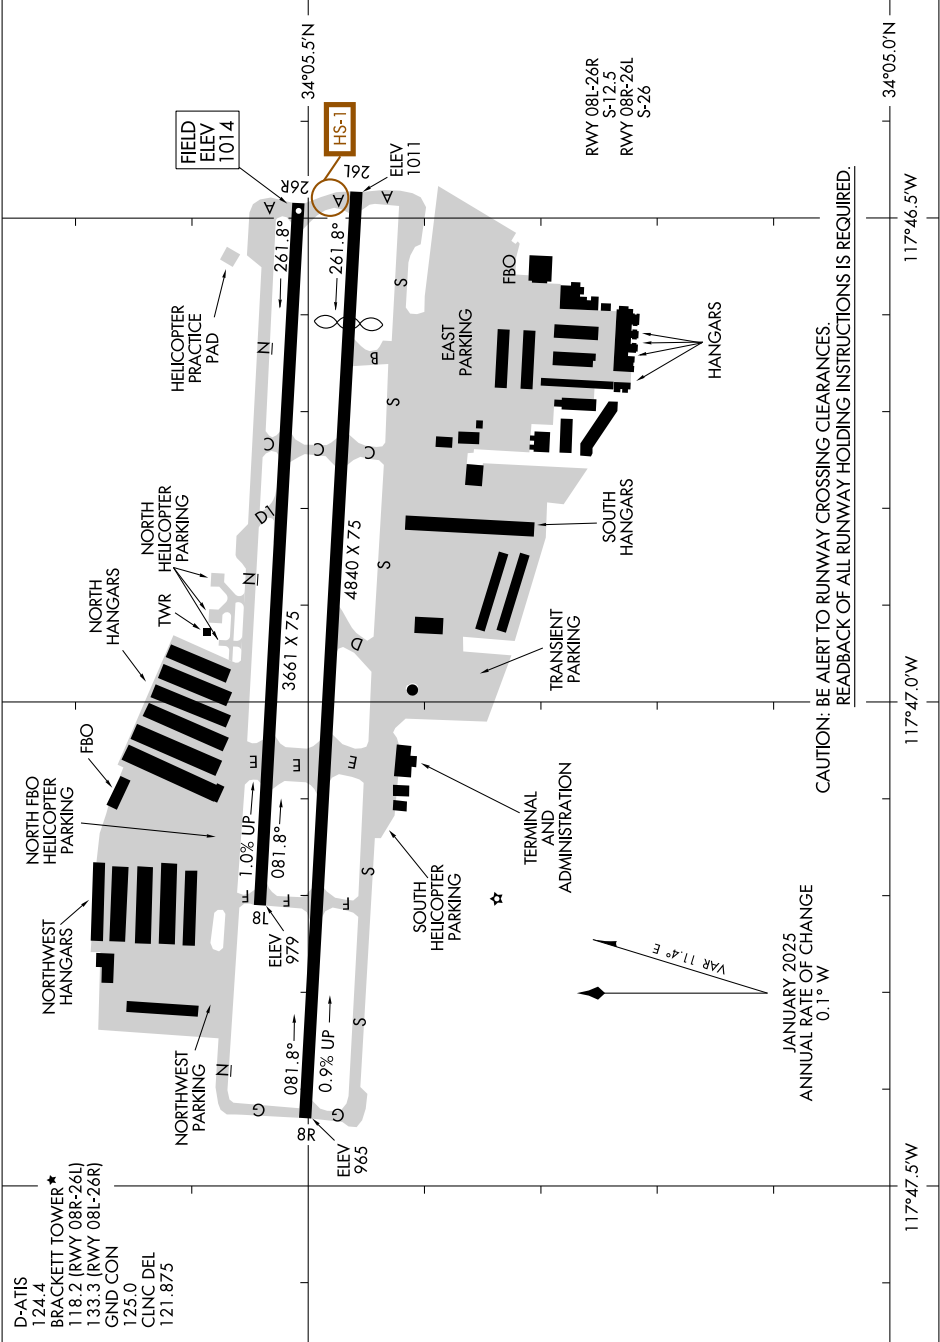 D-ATIS
124.4
BRACKETT TOWER★
118.2 (RWY 08R-26L)
133.3 (RWY 08L-26R)
GND CON
125.0
CLNC DEL
121.875
NORTHWEST
PARKING
NORTHWEST
HANGARS
NORTH FBO
HELICOPTER
PARKING
FBO
NORTH
HANGARS
TWR
NORTH
HELICOPTER
PARKING
HELICOPTER
PRACTICE
PAD
FIELD
ELEV
1014
34°05.5'N
HS-1
26R
26L
ELEV
1011
261.8°
261.8°
A
A
A
N
N
N
B
C
C
C
D1
D
E
E
E
F
F
F
G
G
S
S
S
S
S
3661 X 75
4840 X 75
1.0% UP
081.8°
8L
ELEV
979
081.8°
0.9% UP
8R
ELEV
965
EAST
PARKING
FBO
HANGARS
SOUTH
HANGARS
TRANSIENT
PARKING
TERMINAL
AND
ADMINISTRATION
SOUTH
HELICOPTER
PARKING
RWY 08L-26R
S-12.5
RWY 08R-26L
S-26
VAR 11.4° E
JANUARY 2025
ANNUAL RATE OF CHANGE
0.1° W
CAUTION: BE ALERT TO RUNWAY CROSSING CLEARANCES.
READBACK OF ALL RUNWAY HOLDING INSTRUCTIONS IS REQUIRED.
34°05.0'N
117°47.5'W
117°47.0'W
117°46.5'W